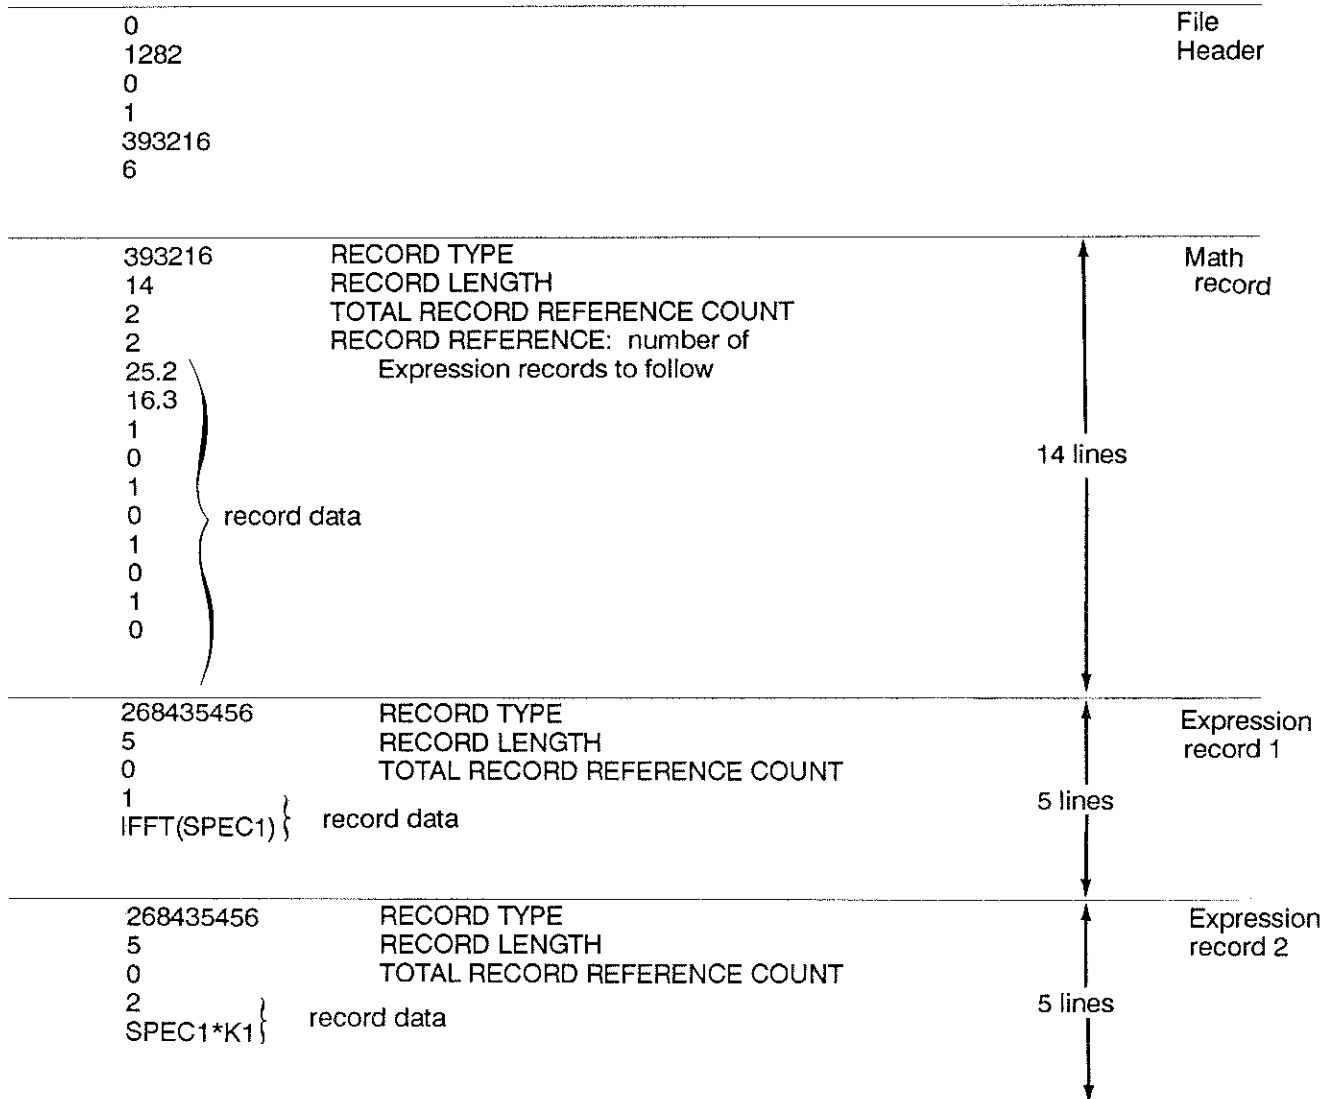 0 File
1282 Header
0
1
393216
6
393216 RECORD TYPE Math
14 RECORD LENGTH record
2 TOTAL RECORD REFERENCE COUNT
2 RECORD REFERENCE: number of
25.2 Expression records to follow
16.3
1
0 14 lines
1
0 record data
1
0
1
0
268435456 RECORD TYPE Expression
5 RECORD LENGTH record 1
0 TOTAL RECORD REFERENCE COUNT
1 5 lines
IFFT(SPEC1) record data
268435456 RECORD TYPE Expression
5 RECORD LENGTH record 2
0 TOTAL RECORD REFERENCE COUNT
2 5 lines
SPEC1*K1 record data